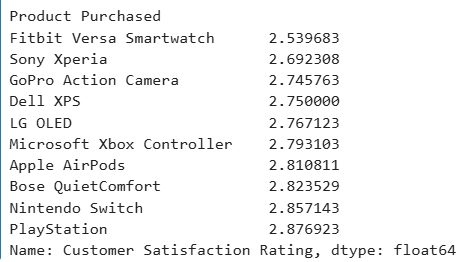 Product Purchased
Fitbit Versa Smartwatch      2.539683
Sony Xperia                  2.692308
GoPro Action Camera          2.745763
Dell XPS                     2.750000
LG OLED                      2.767123
Microsoft Xbox Controller    2.793103
Apple AirPods                2.810811
Bose QuietComfort            2.823529
Nintendo Switch              2.857143
PlayStation                  2.876923
Name: Customer Satisfaction Rating, dtype: float64